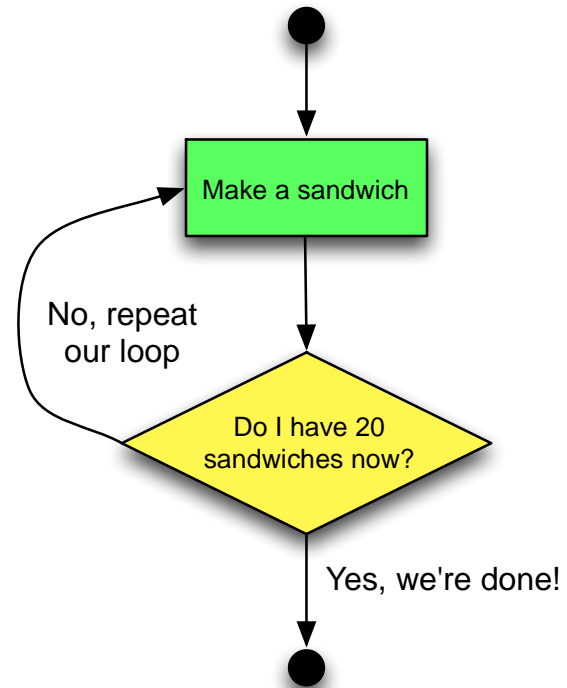 Make a sandwich
No, repeat
our loop
Do I have 20
sandwiches now?
Yes, we're done!